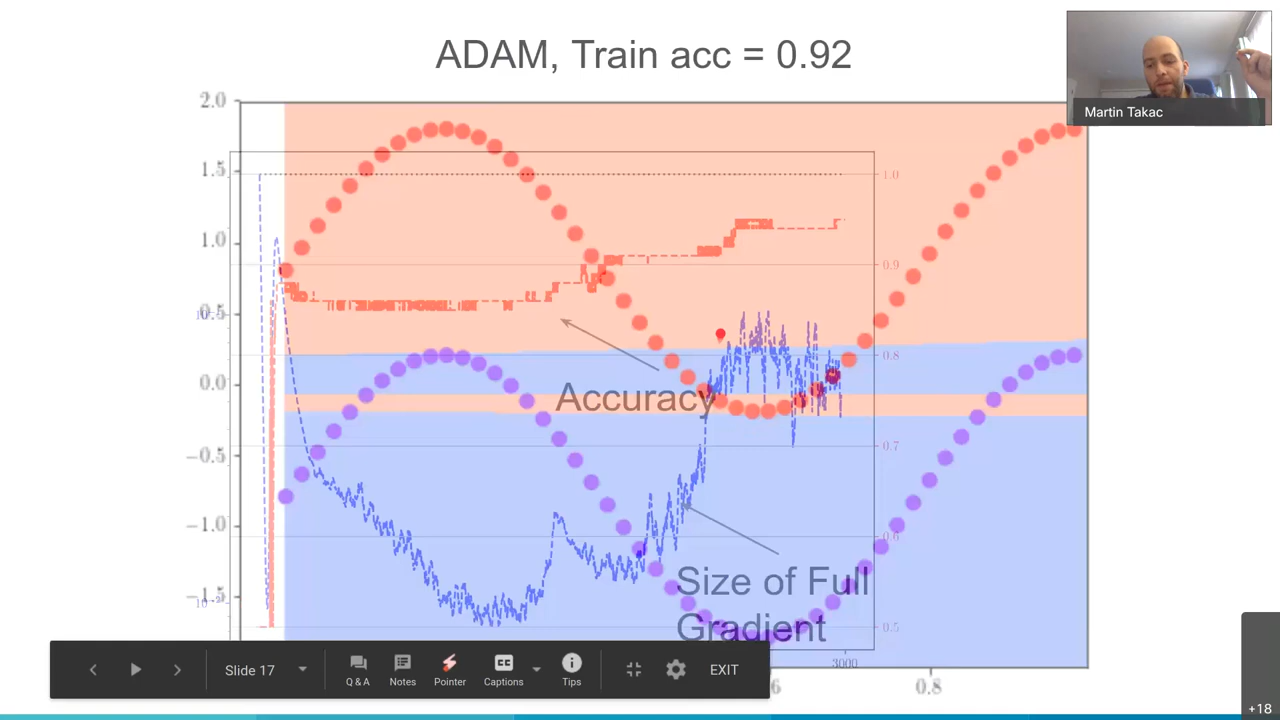 ADAM, Train acc = 0.92
Martin Takac
2.0
1.5
1.0
1.0
0.9
0.5
0.8
0.0
Accuracy
0.7
−0.5
−1.0
0.6
Size of Full
Gradient
−1.5
0.5
3000
0.8
Slide 17
Q & A
Notes
Pointer
CC
Captions
Tips
EXIT
+18